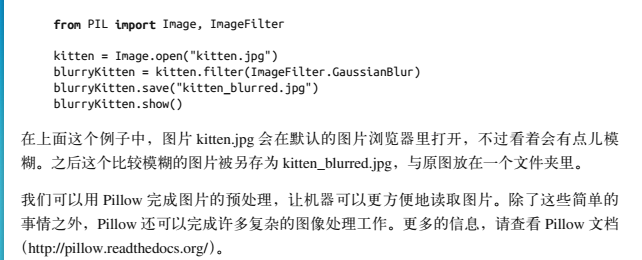 from PIL import Image, ImageFilter
kitten = Image.open("kitten.jpg")
blurryKitten = kitten.filter(ImageFilter.GaussianBlur)
blurryKitten.save("kitten_blurred.jpg")
blurryKitten.show()
在上面这个例子中，图片 kitten.jpg 会在默认的图片浏览器里打开，不过看着会有点儿模
糊。之后这个比较模糊的图片被另存为 kitten_blurred.jpg，与原图放在一个文件夹里。
我们可以用 Pillow 完成图片的预处理，让机器可以更方便地读取图片。除了这些简单的
事情之外，Pillow 还可以完成许多复杂的图像处理工作。更多的信息，请查看 Pillow 文档
（http://pillow.readthedocs.org/）。